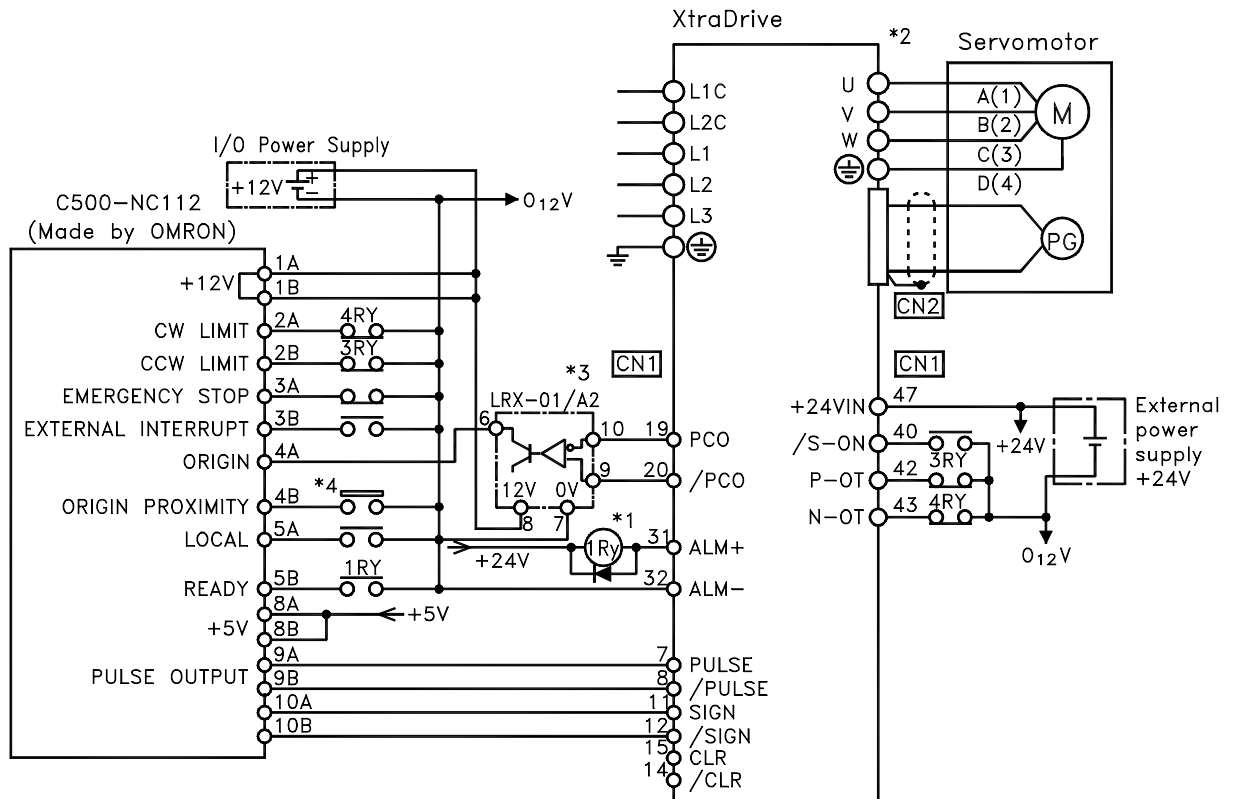 XtraDrive
*2
Servomotor
L1C
L2C
L1
L2
L3
U
V
W
A(1)
B(2)
C(3)
D(4)
M
PG
CN2
I/O Power Supply
+12V
+
−
0₁₂V
C500-NC112
(Made by OMRON)
+12V
1A
1B
CW LIMIT
2A
4RY
CCW LIMIT
2B
3RY
EMERGENCY STOP
3A
EXTERNAL INTERRUPT
3B
ORIGIN
4A
ORIGIN PROXIMITY
4B
*4
LOCAL
5A
READY
5B
1RY
+5V
8A
8B
+5V
PULSE OUTPUT
9A
9B
10A
10B
*3
LRX-01/A2
6
10
9
12V
0V
8
7
+24V
*1
1Ry
CN1
19
PCO
20
/PCO
31
ALM+
32
ALM-
7
PULSE
8
/PULSE
11
SIGN
12
/SIGN
15
CLR
14
/CLR
CN1
+24VIN
47
/S-ON
40
3RY
P-OT
42
N-OT
43
4RY
+24V
0₁₂V
External
power
supply
+24V